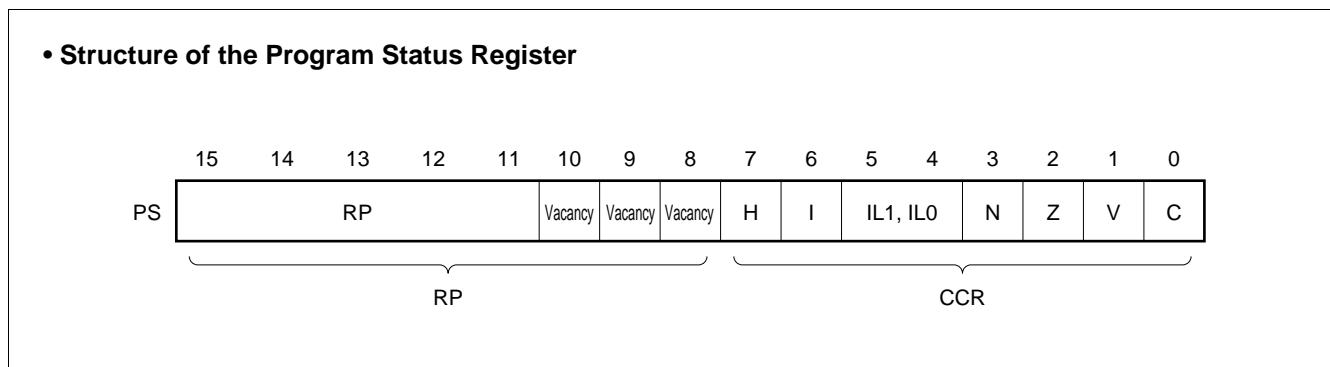 • Structure of the Program Status Register
15 14 13 12 11 10 9 8 7 6 5 4 3 2 1 0
PS RP Vacancy Vacancy Vacancy H I IL1, IL0 N Z V C
RP CCR